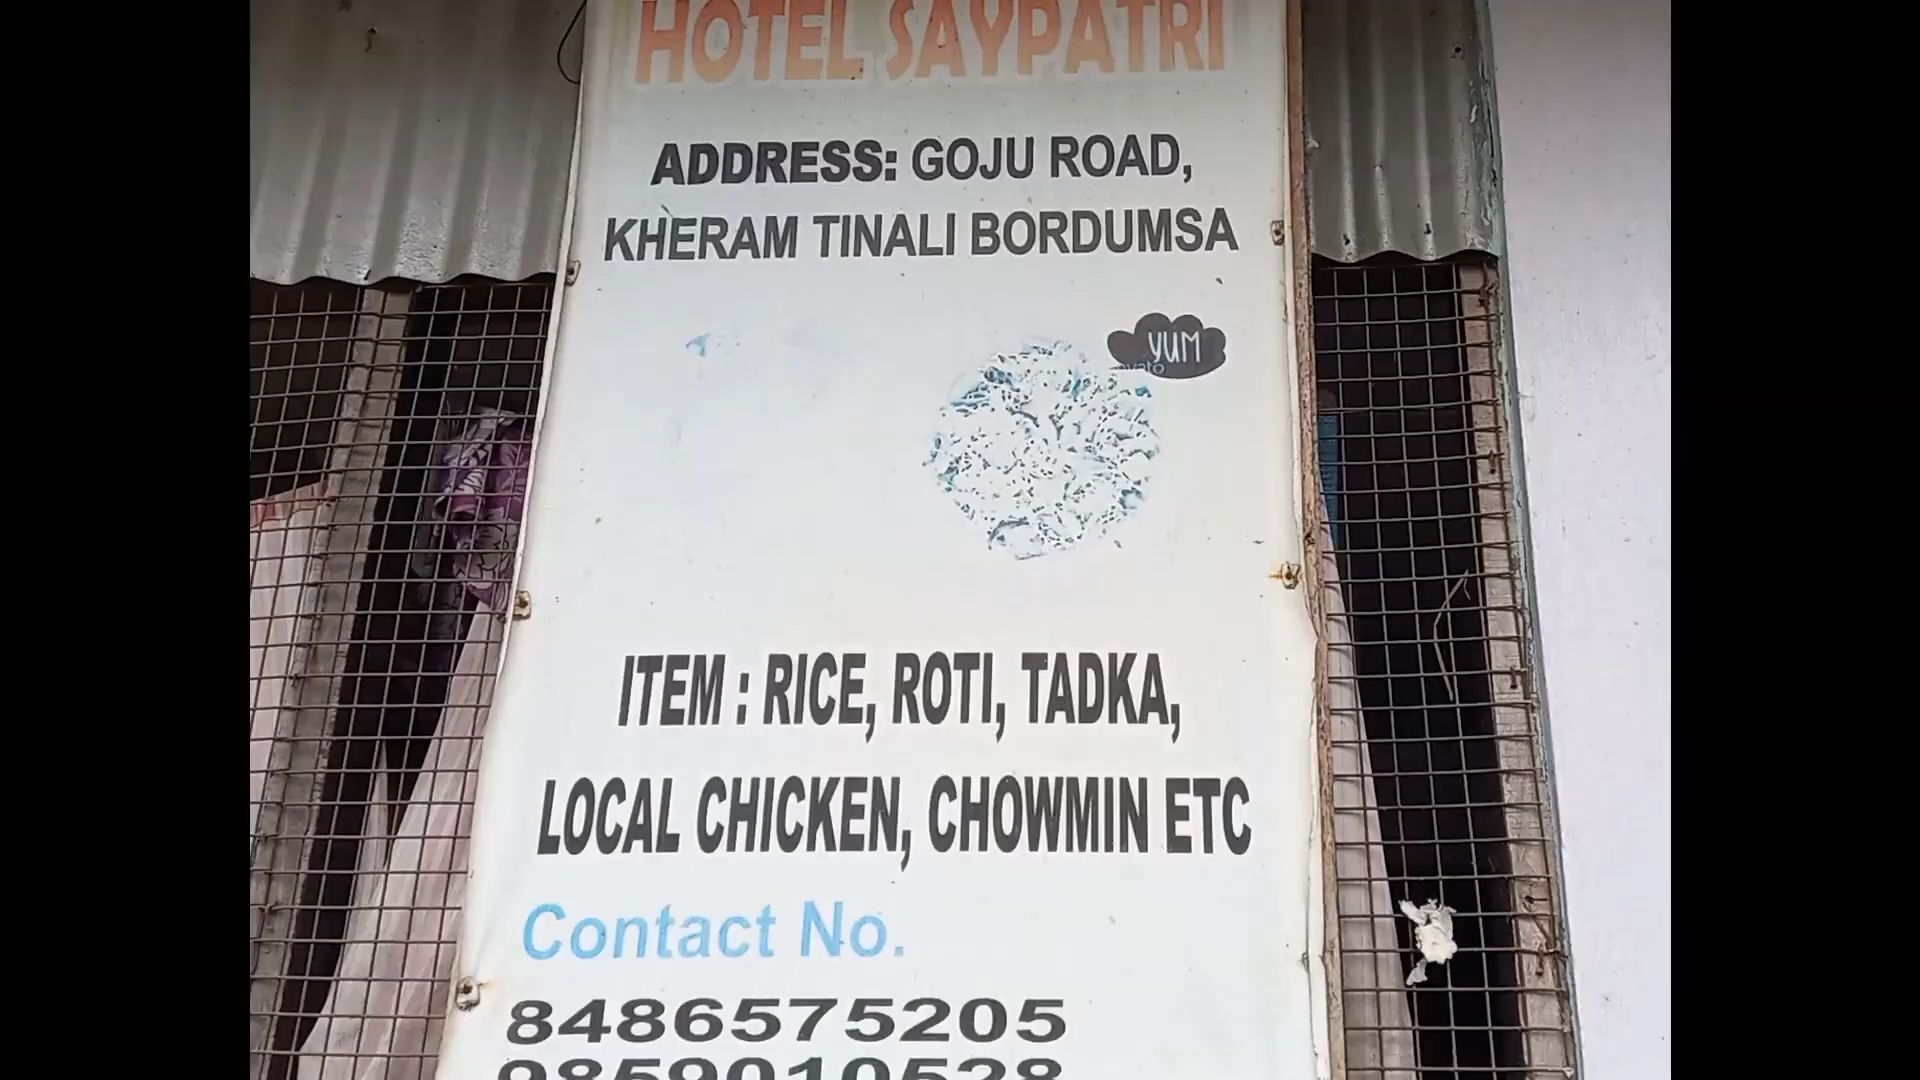 HOTEL SAYPATRI
ADDRESS: GOJU ROAD,
KHERAM TINALI BORDUMSA
YUM
ITEM : RICE, ROTI, TADKA,
LOCAL CHICKEN, CHOWMIN ETC
Contact No.
8486575205